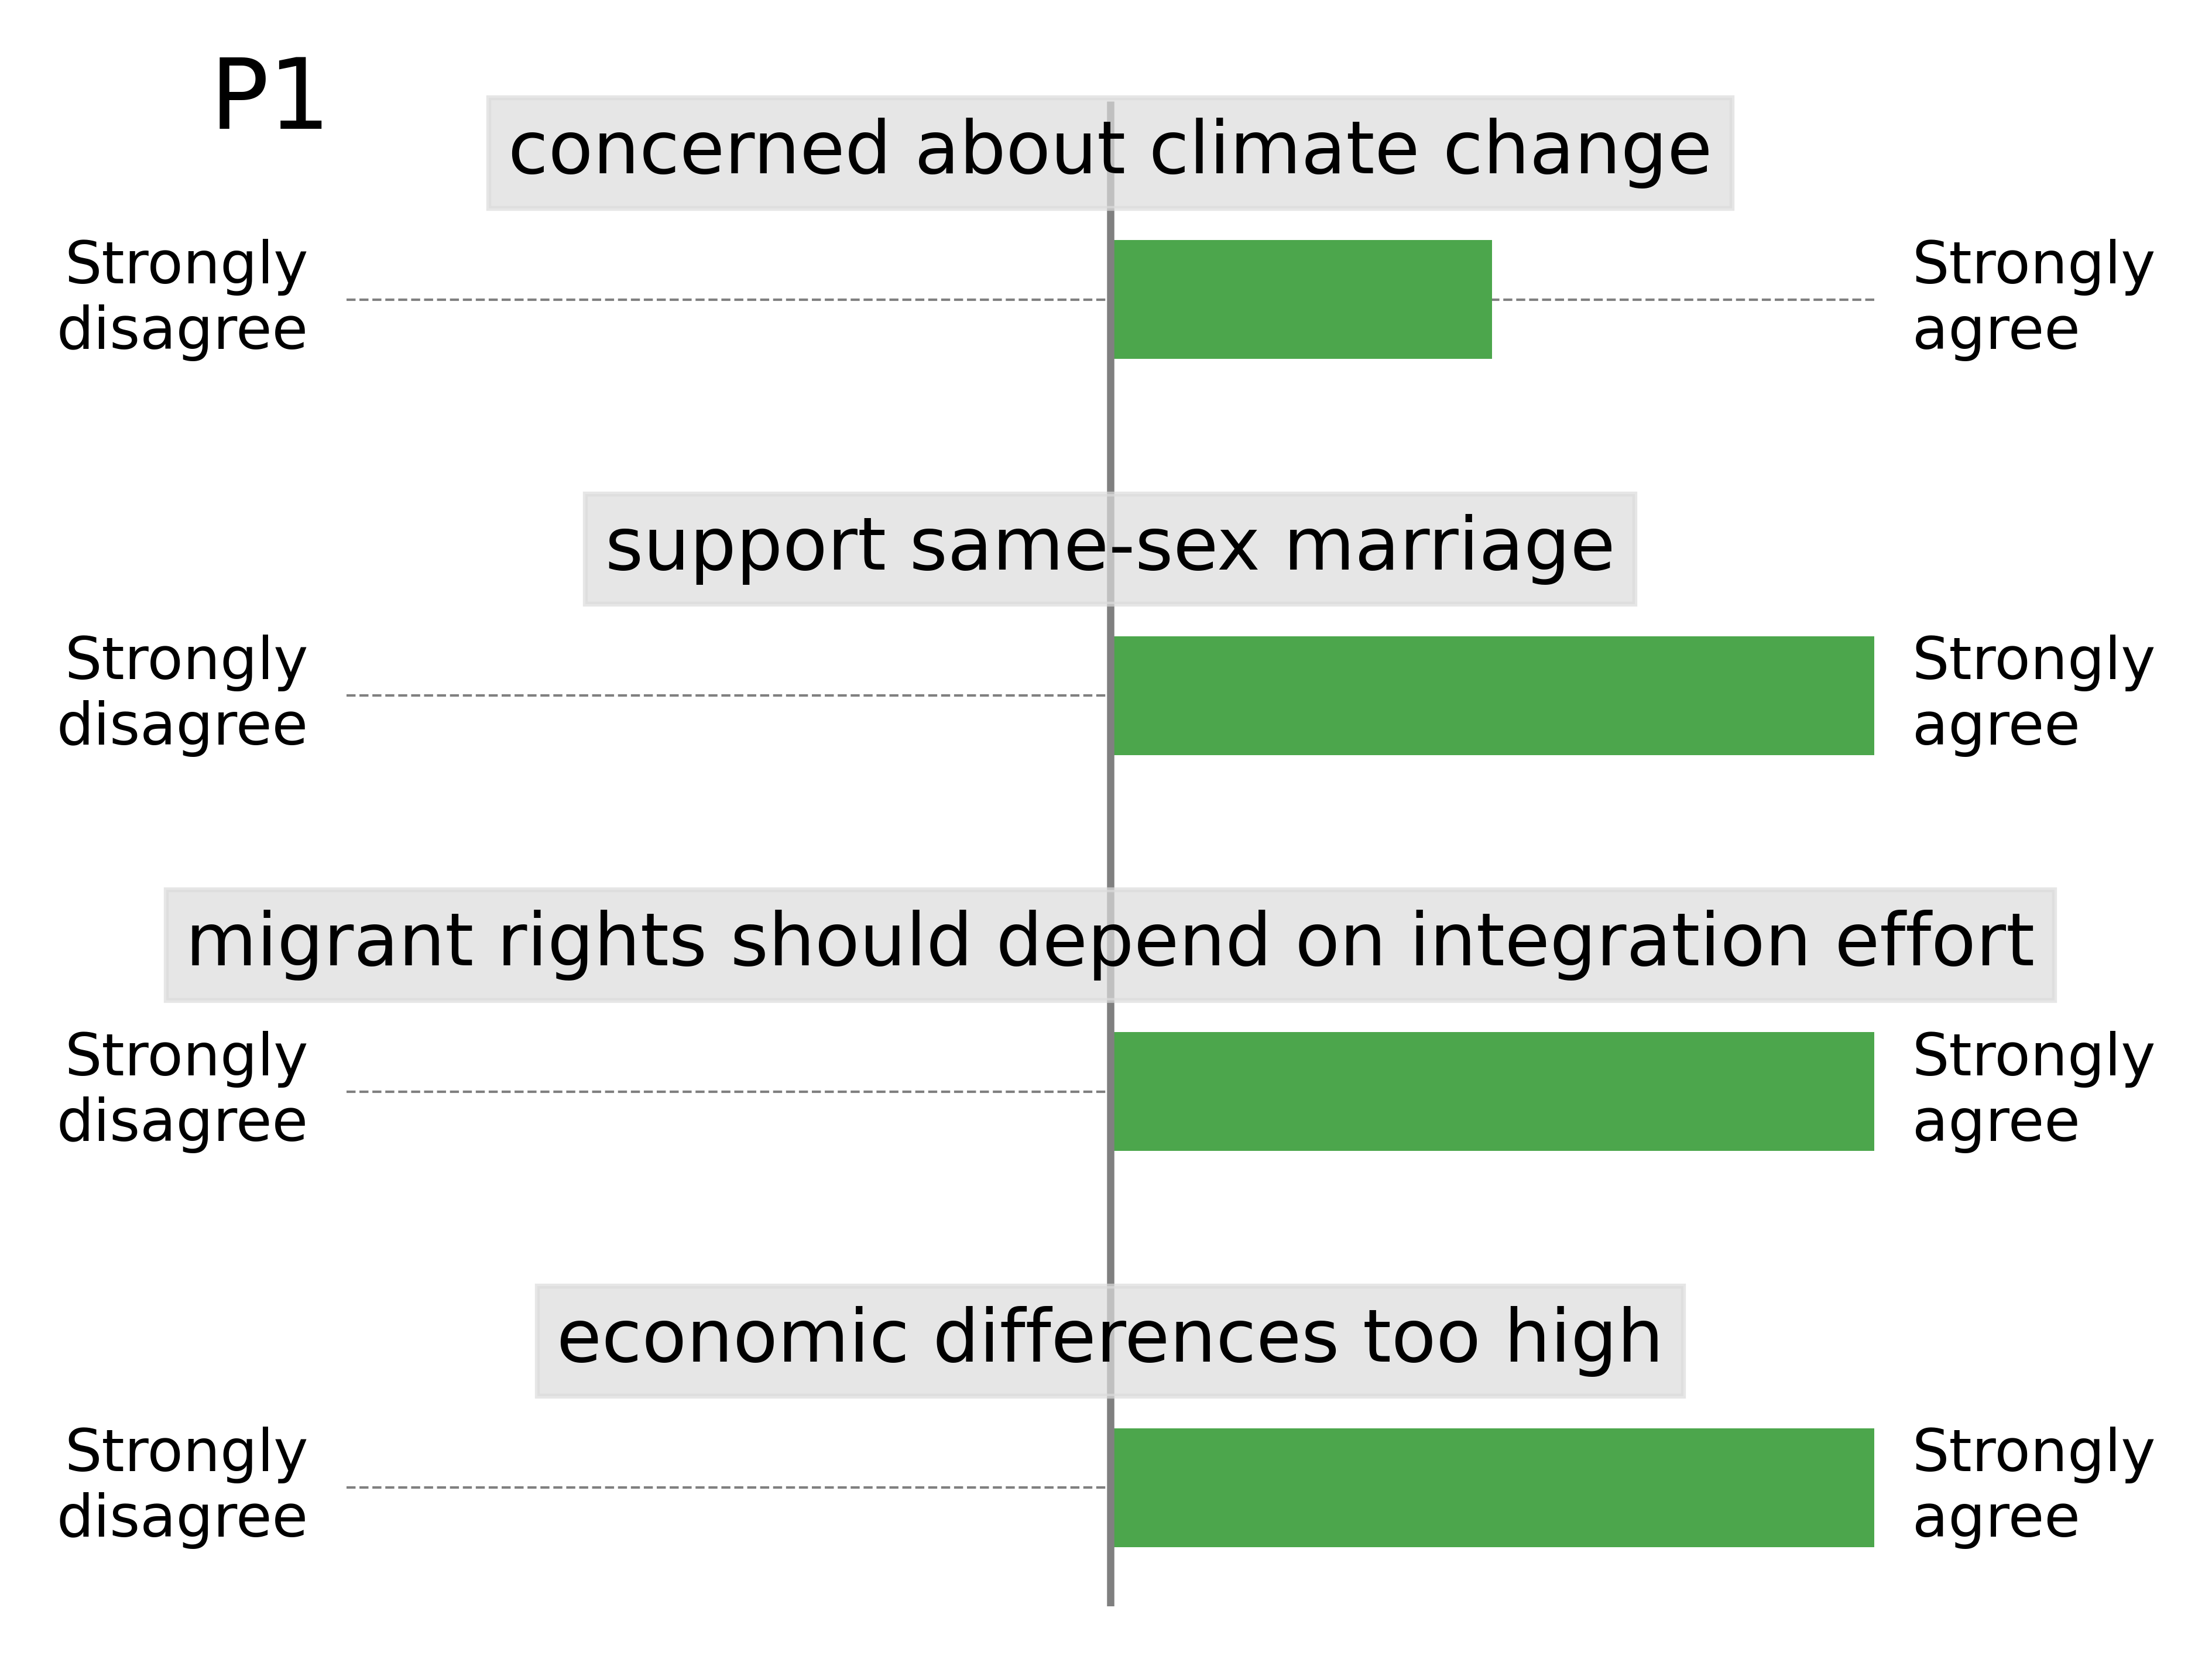 P1
concerned about climate change
Strongly
disagree
Strongly
agree
support same-sex marriage
Strongly
disagree
Strongly
agree
migrant rights should depend on integration effort
Strongly
disagree
Strongly
agree
economic differences too high
Strongly
disagree
Strongly
agree